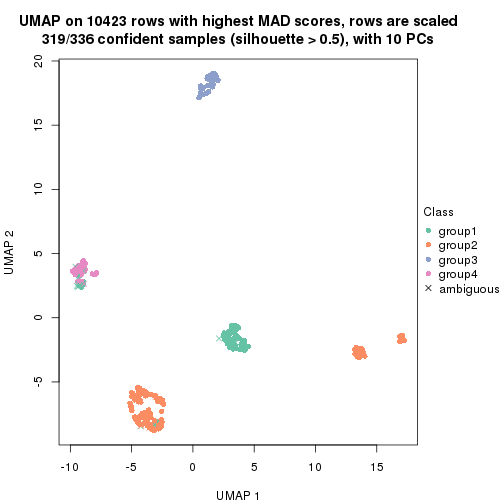 UMAP on 10423 rows with highest MAD scores, rows are scaled
319/336 confident samples (silhouette > 0.5), with 10 PCs
UMAP 2
20
15
10
5
0
−5
−10
−5
0
5
10
15
UMAP 1
Class
group1
group2
group3
group4
ambiguous